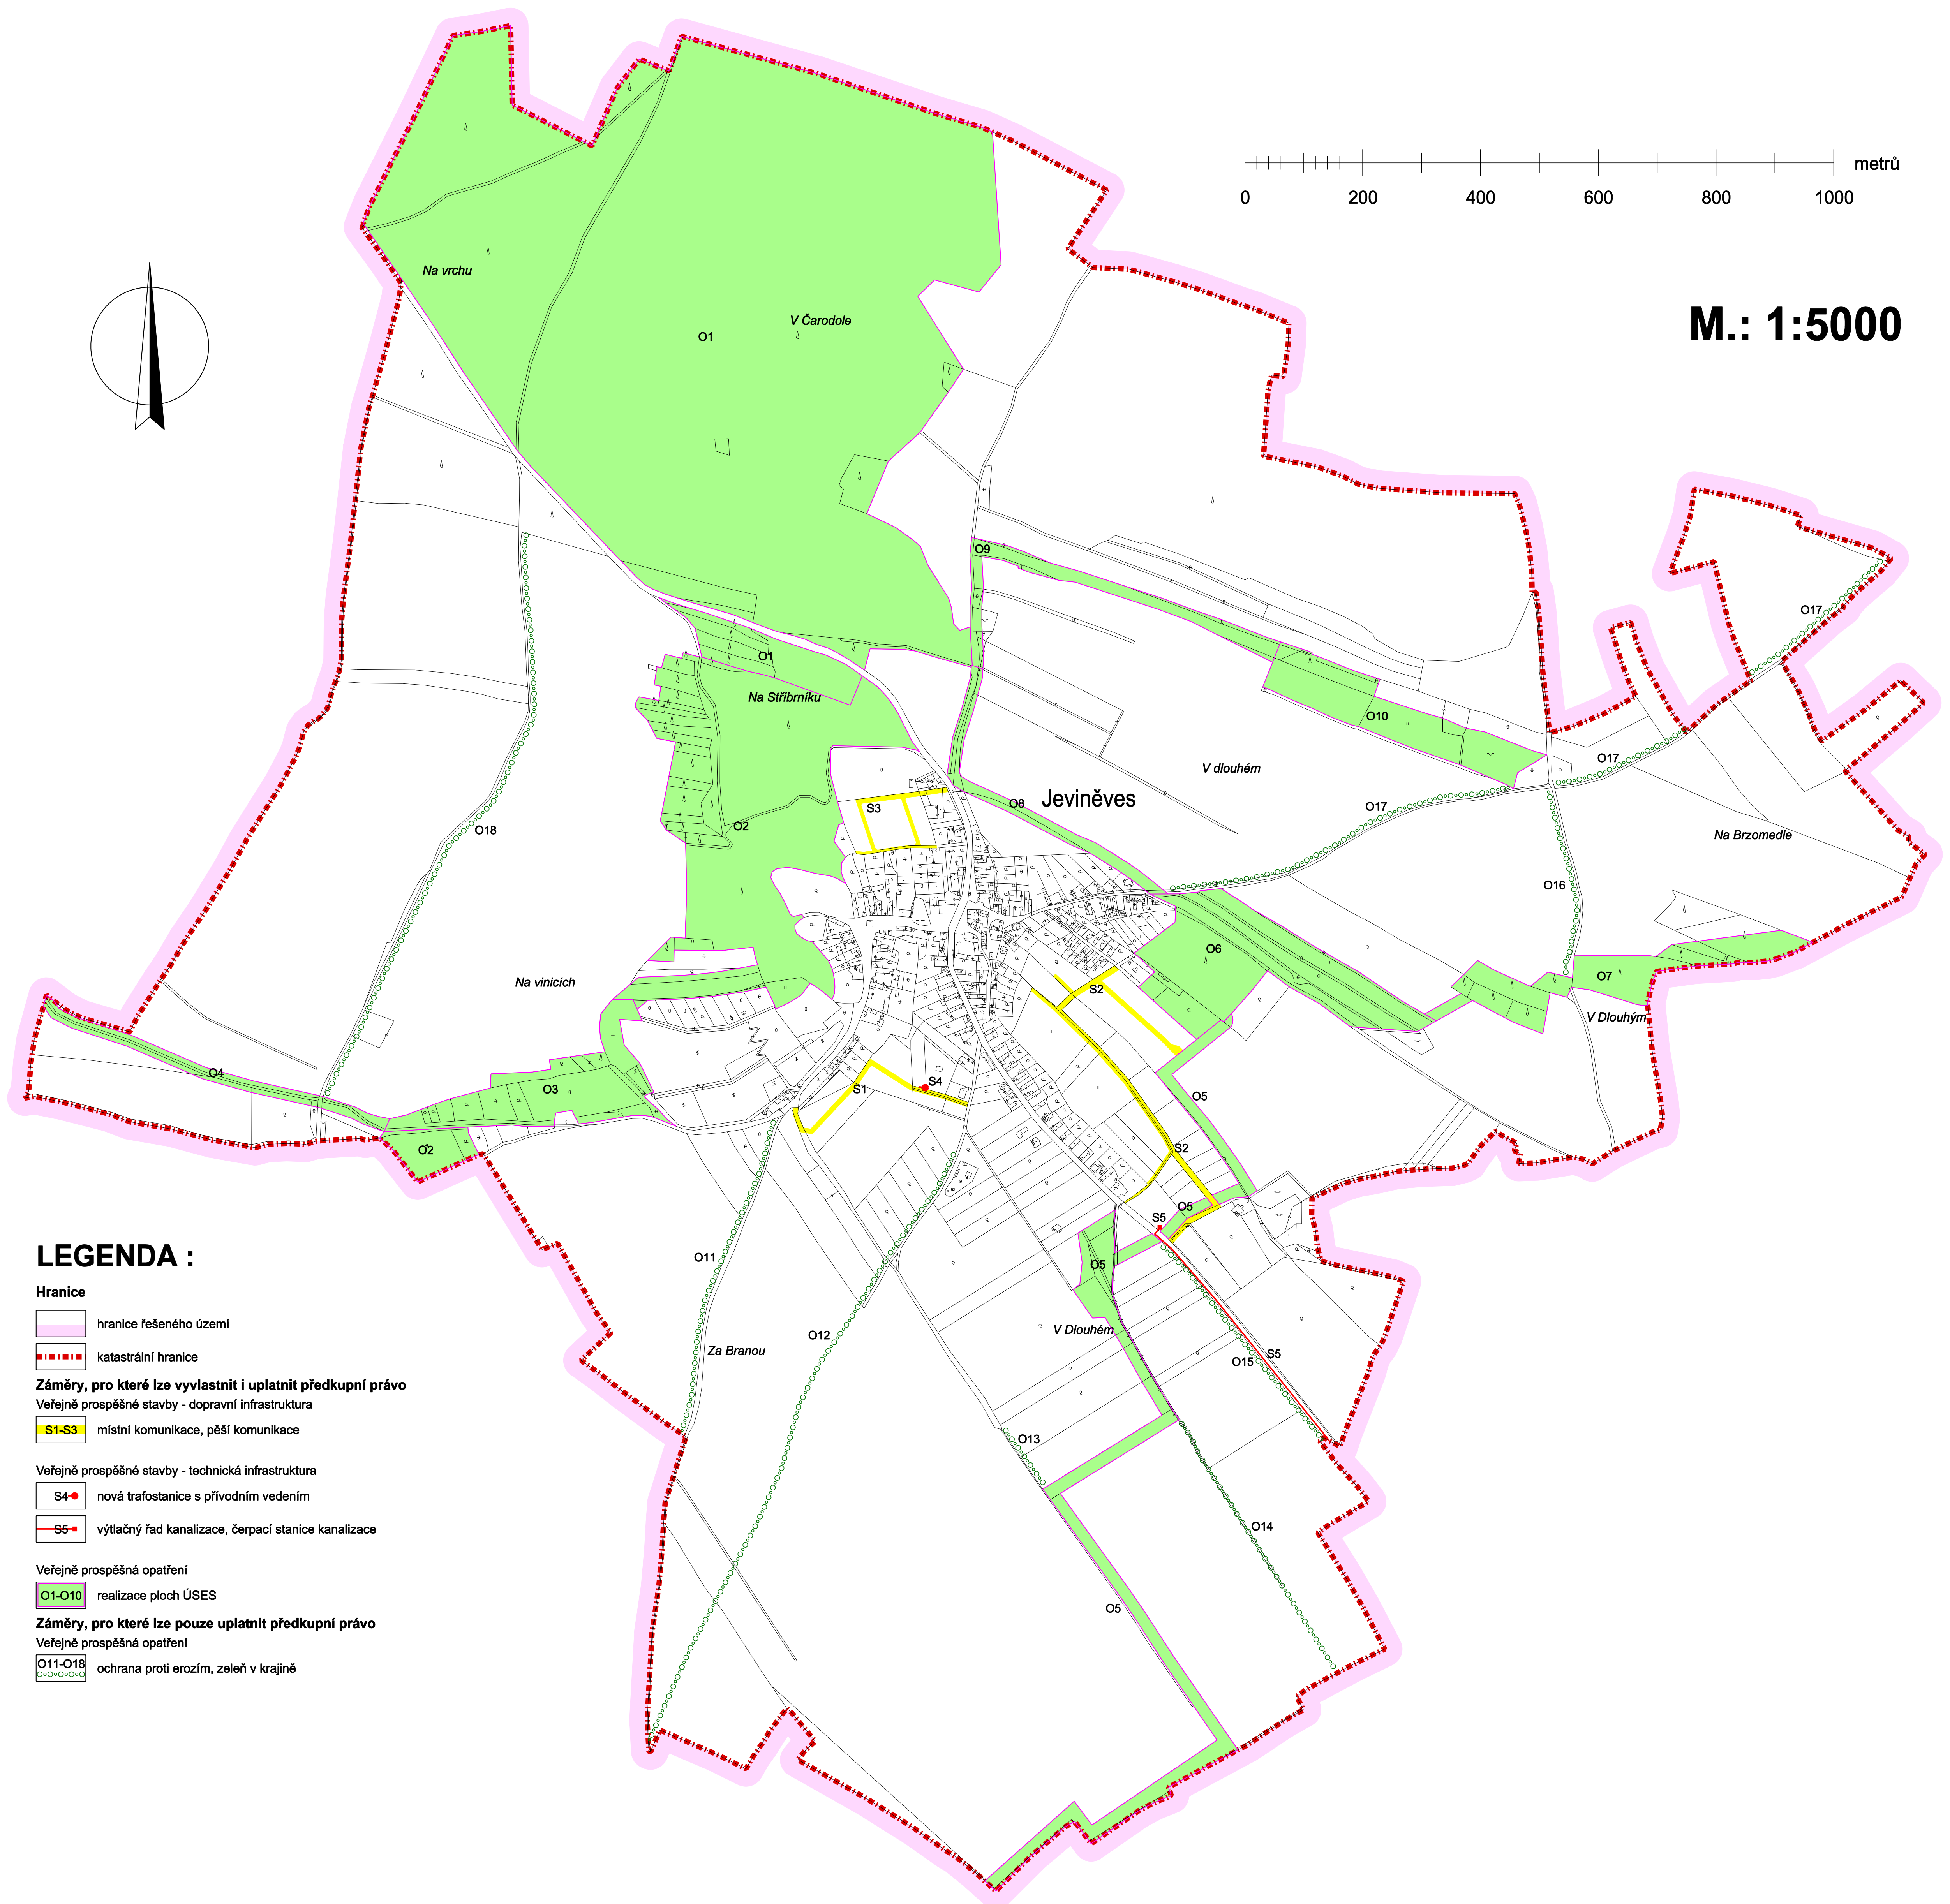 metrů
0 200 400 600 800 1000
M.: 1:5000
Na vrchu
V Čarodole
O1
O9
O17
O1
Na Stříbrníku
O10
O17
V dlouhém
Jeviněves
O8
S3
O17
O2
O18
Na Brzomedle
O16
O6
O7
Na vinicích
S2
V Dlouhým
O4
O3
S1
S4
O5
O2
S2
O5
S5
O11
O5
O12
V Dlouhém
Za Branou
S5
O15
O13
O14
O5
LEGENDA :
Hranice
hranice řešeného území
katastrální hranice
Záměry, pro které lze vyvlastnit i uplatnit předkupní právo
Veřejně prospěšné stavby - dopravní infrastruktura
S1-S3 místní komunikace, pěší komunikace
Veřejně prospěšné stavby - technická infrastruktura
S4 nová trafostanice s přívodním vedením
S5 výtlačný řad kanalizace, čerpací stanice kanalizace
Veřejně prospěšná opatření
O1-O10 realizace ploch ÚSES
Záměry, pro které lze pouze uplatnit předkupní právo
Veřejně prospěšná opatření
O11-O18 ochrana proti erozím, zeleň v krajině